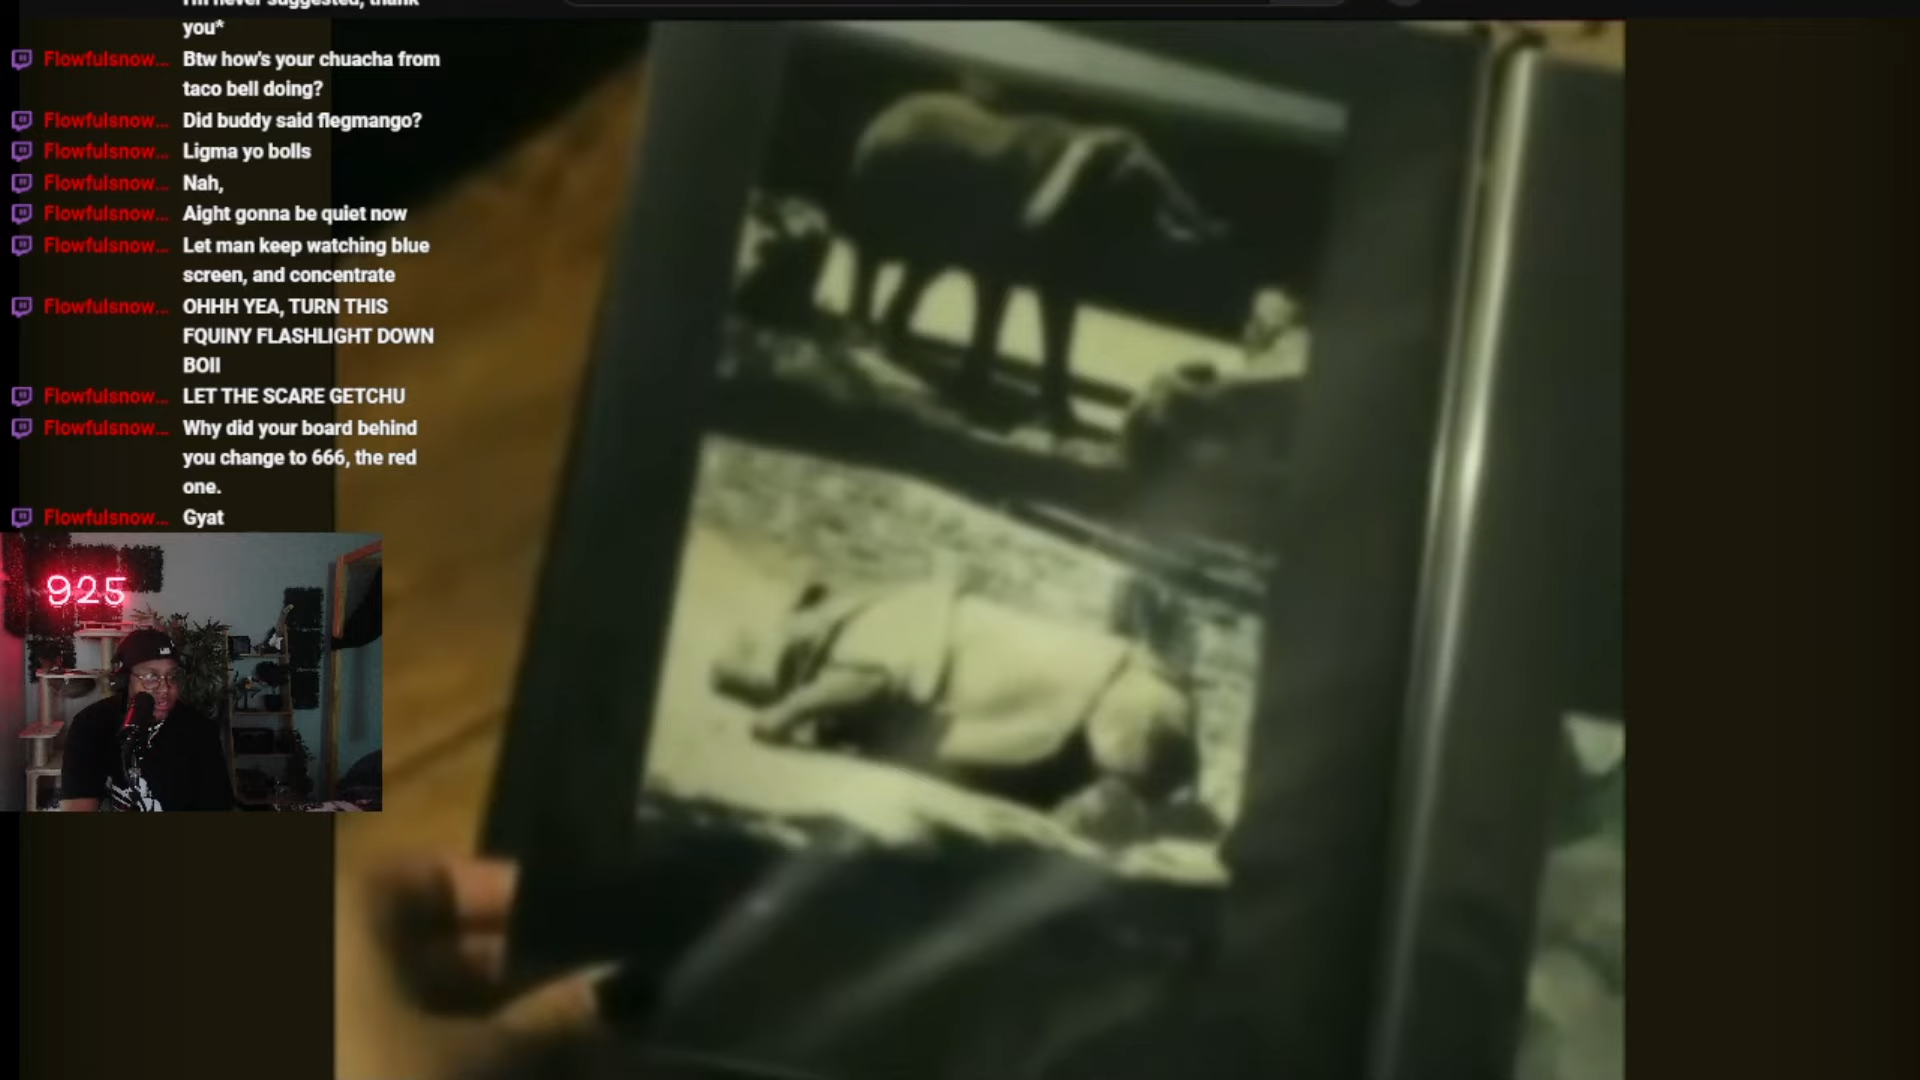 I'm never suggested, thank
you*
Flowfulsnow... Btw how's your chuacha from
taco bell doing?
Flowfulsnow... Did buddy said flegmango?
Flowfulsnow... Ligma yo bolls
Flowfulsnow... Nah,
Flowfulsnow... Aight gonna be quiet now
Flowfulsnow... Let man keep watching blue
screen, and concentrate
Flowfulsnow... OHHH YEA, TURN THIS
FQUINY FLASHLIGHT DOWN
BOII
Flowfulsnow... LET THE SCARE GETCHU
Flowfulsnow... Why did your board behind
you change to 666, the red
one.
Flowfulsnow... Gyat
925